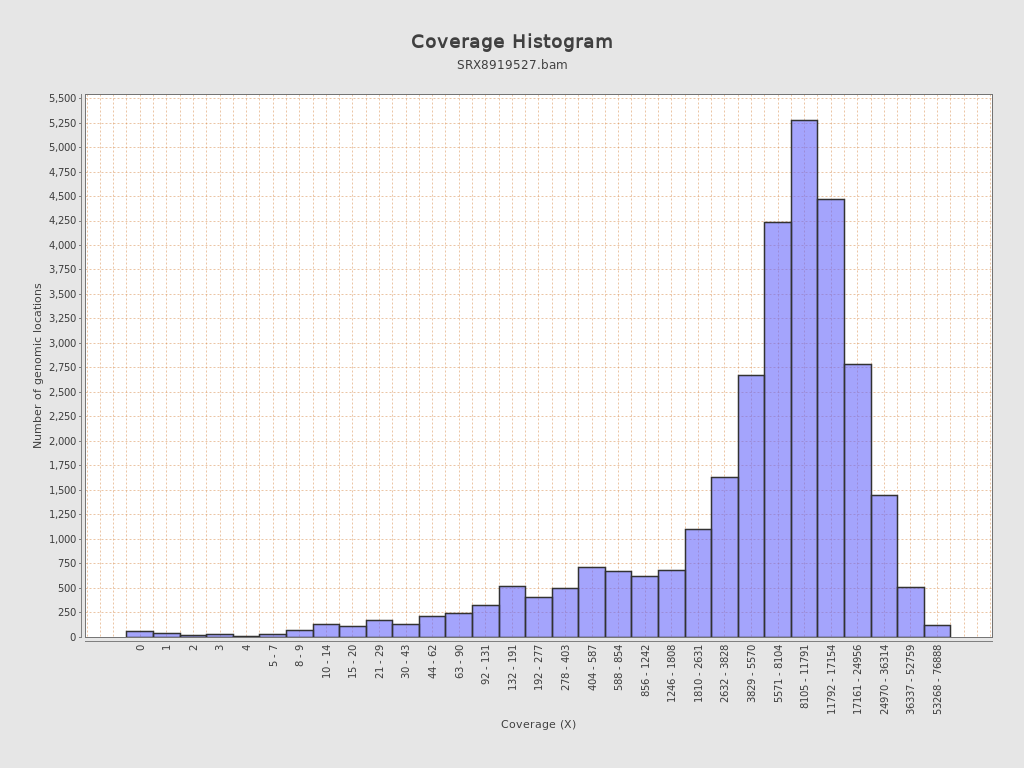 Coverage Histogram
SRX8919527.bam
Number of genomic locations
5,500
5,250
5,000
4,750
4,500
4,250
4,000
3,750
3,500
3,250
3,000
2,750
2,500
2,250
2,000
1,750
1,500
1,250
1,000
750
500
250
0
0
1
2
3
4
5 - 7
8 - 9
10 - 14
15 - 20
21 - 29
30 - 43
44 - 62
63 - 90
92 - 131
132 - 191
192 - 277
278 - 403
404 - 587
588 - 854
856 - 1242
1246 - 1808
1810 - 2631
2632 - 3828
3829 - 5570
5571 - 8104
8105 - 11791
11792 - 17154
17161 - 24956
24970 - 36314
36337 - 52759
53268 - 76888
Coverage (X)